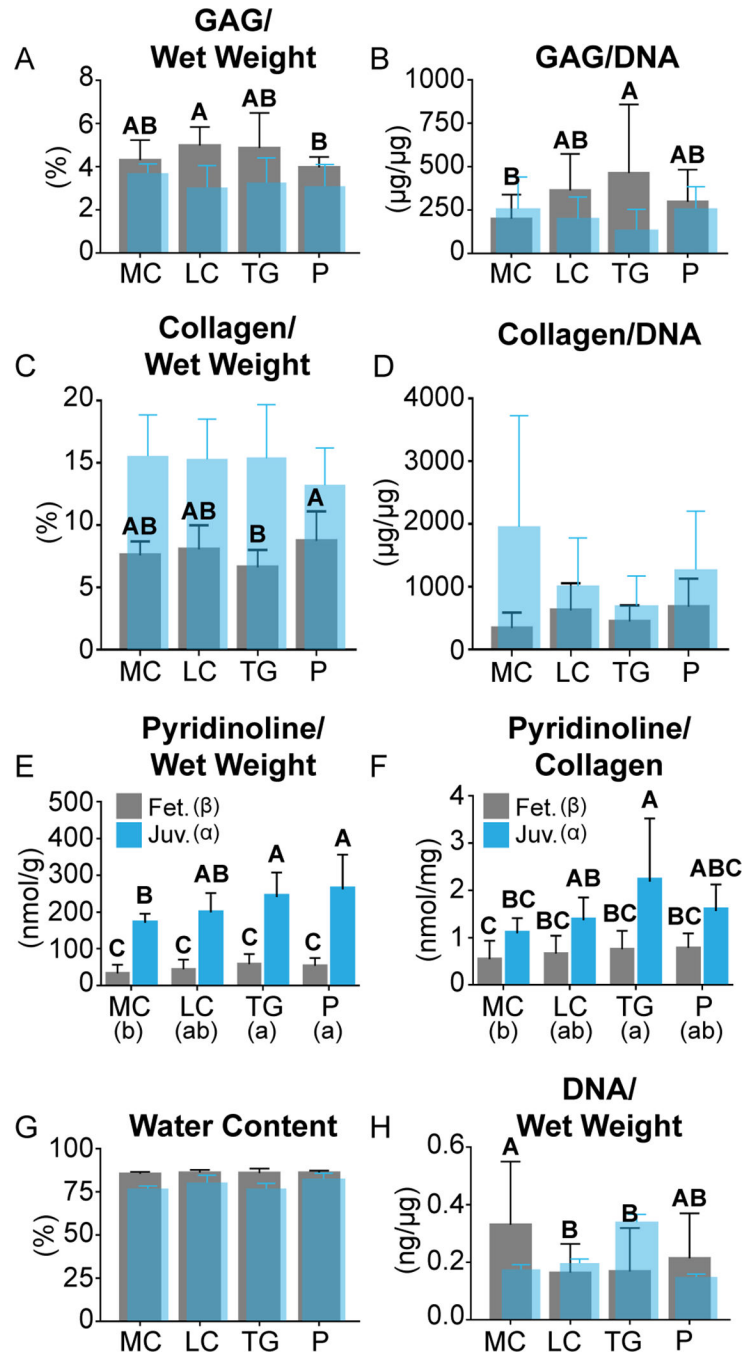 GAG/
Wet Weight
A
8
6
4
2
0
(%)
AB
A
AB
B
MC LC TG P
GAG/DNA
B
1000
750
500
250
0
(µg/µg)
B
AB
A
AB
MC LC TG P
Collagen/
Wet Weight
C
20
15
10
5
0
(%)
AB
AB
B
A
MC LC TG P
Collagen/DNA
D
4000
3000
2000
1000
0
(µg/µg)
MC LC TG P
Pyridinoline/
Wet Weight
E
500
400
300
200
100
0
(nmol/g)
Fet. (β)
Juv. (α)
C B C AB C A C A
MC LC TG P
(b) (ab) (a) (a)
Pyridinoline/
Collagen
F
4
3
2
1
0
(nmol/mg)
Fet. (β)
Juv. (α)
C BC BC AB BC A BC ABC
MC LC TG P
(b) (ab) (a) (ab)
Water Content
G
100
75
50
25
0
(%)
MC LC TG P
DNA/
Wet Weight
H
0.6
0.4
0.2
0.0
(ng/µg)
A
B
B
AB
MC LC TG P